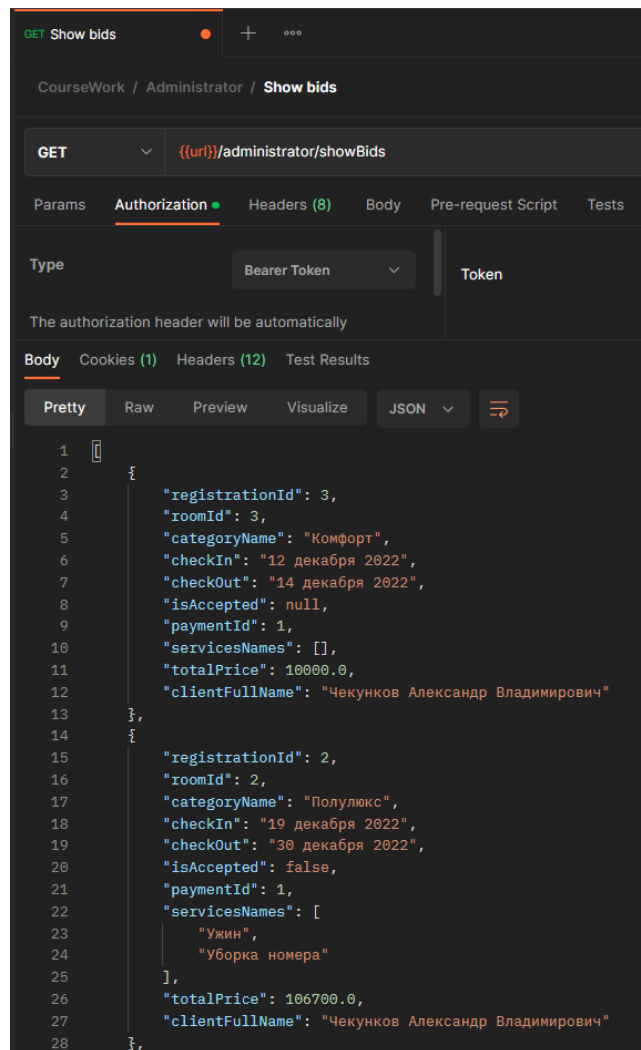 GET Show bids
CourseWork / Administrator / Show bids
GET {{url}}/administrator/showBids
Params Authorization Headers (8) Body Pre-request Script Tests
Type Bearer Token Token
The authorization header will be automatically
Body Cookies (1) Headers (12) Test Results
Pretty Raw Preview Visualize JSON
1 [
2 {
3 "registrationId": 3,
4 "roomId": 3,
5 "categoryName": "Комфорт",
6 "checkIn": "12 декабря 2022",
7 "checkOut": "14 декабря 2022",
8 "isAccepted": null,
9 "paymentId": 1,
10 "servicesNames": [],
11 "totalPrice": 10000.0,
12 "clientFullName": "Чекунков Александр Владимирович"
13 },
14 {
15 "registrationId": 2,
16 "roomId": 2,
17 "categoryName": "Полулюкс",
18 "checkIn": "19 декабря 2022",
19 "checkOut": "30 декабря 2022",
20 "isAccepted": false,
21 "paymentId": 1,
22 "servicesNames": [
23 "Ужин",
24 "Уборка номера"
25 ],
26 "totalPrice": 106700.0,
27 "clientFullName": "Чекунков Александр Владимирович"
28 },